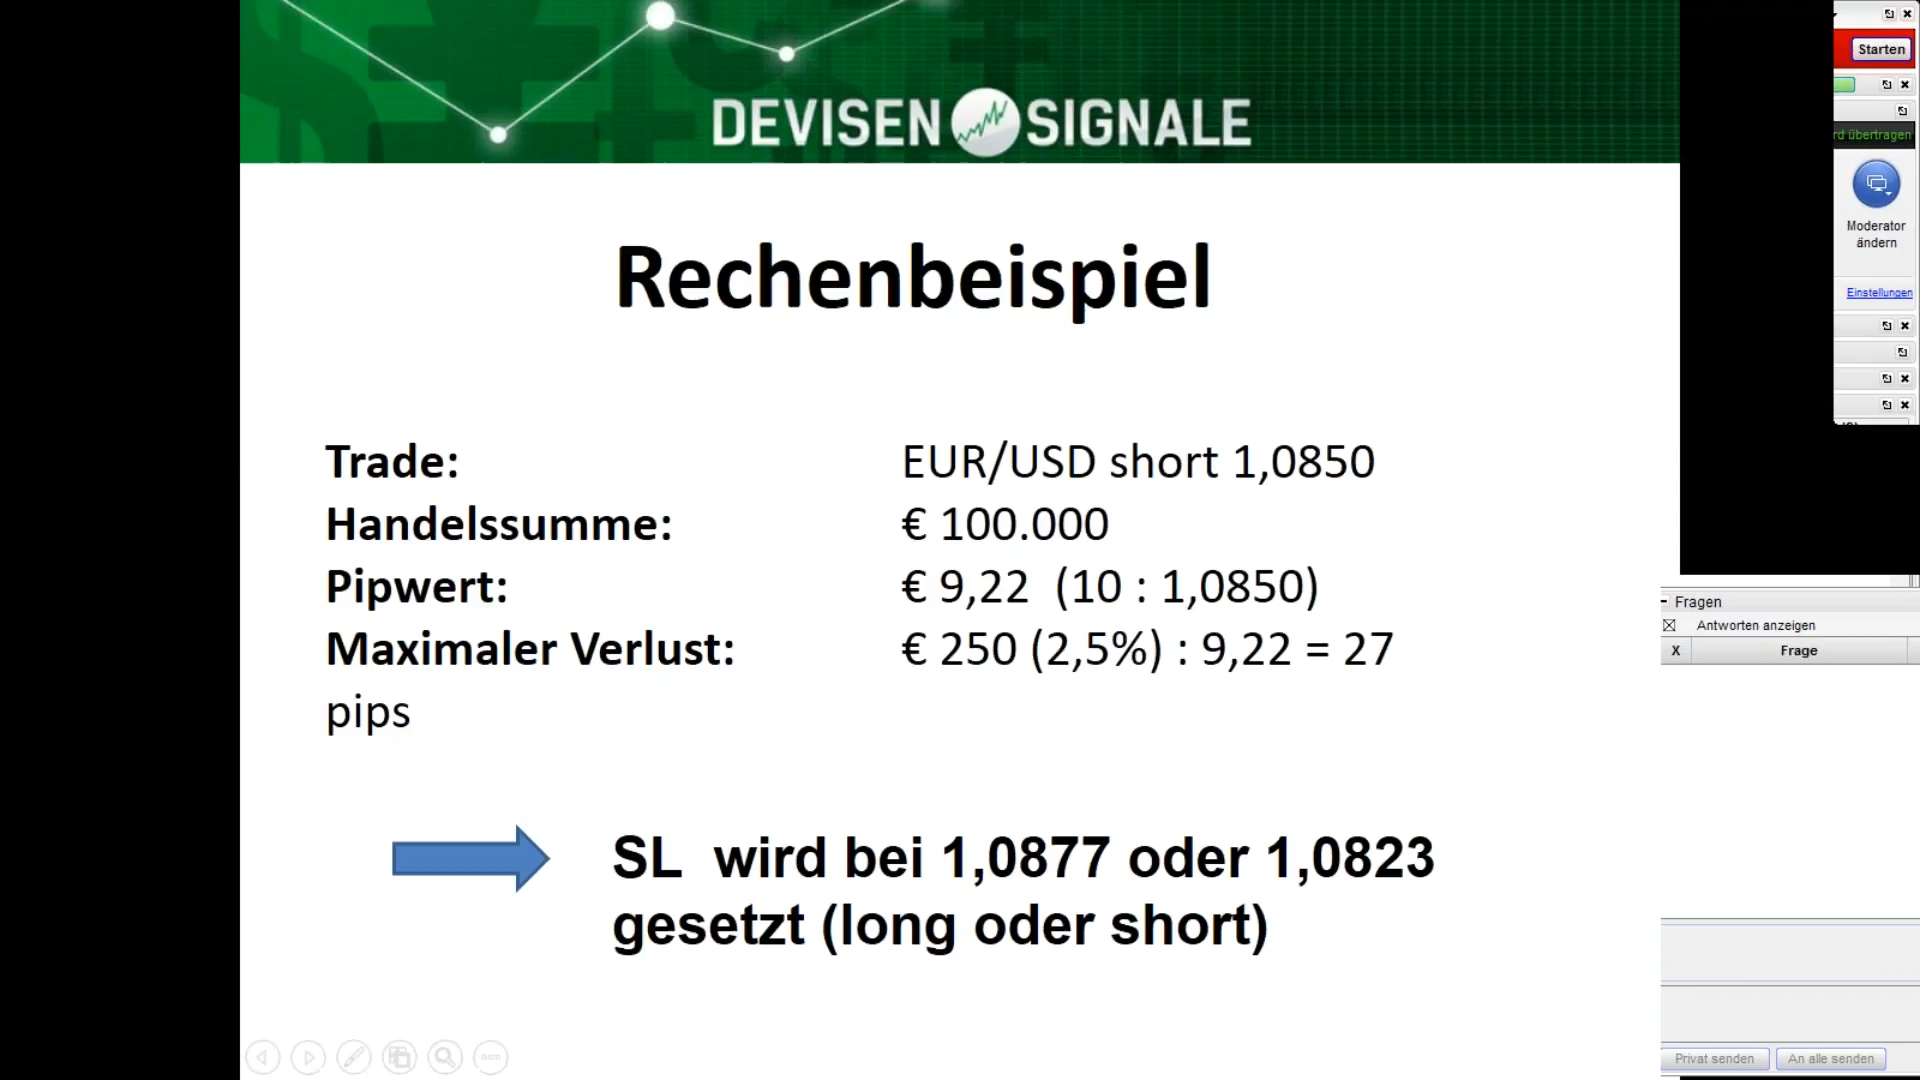 DEVISEN SIGNALE
Rechenbeispiel
Trade: EUR/USD short 1,0850
Handelssumme: € 100.000
Pipwert: € 9,22 (10 : 1,0850)
Maximaler Verlust: € 250 (2,5%) : 9,22 = 27
pips
SL wird bei 1,0877 oder 1,0823
gesetzt (long oder short)
Starten
rd übertragen
Moderator
ändern
Einstellungen
Fragen
Antworten anzeigen
X Frage
Privat senden An alle senden